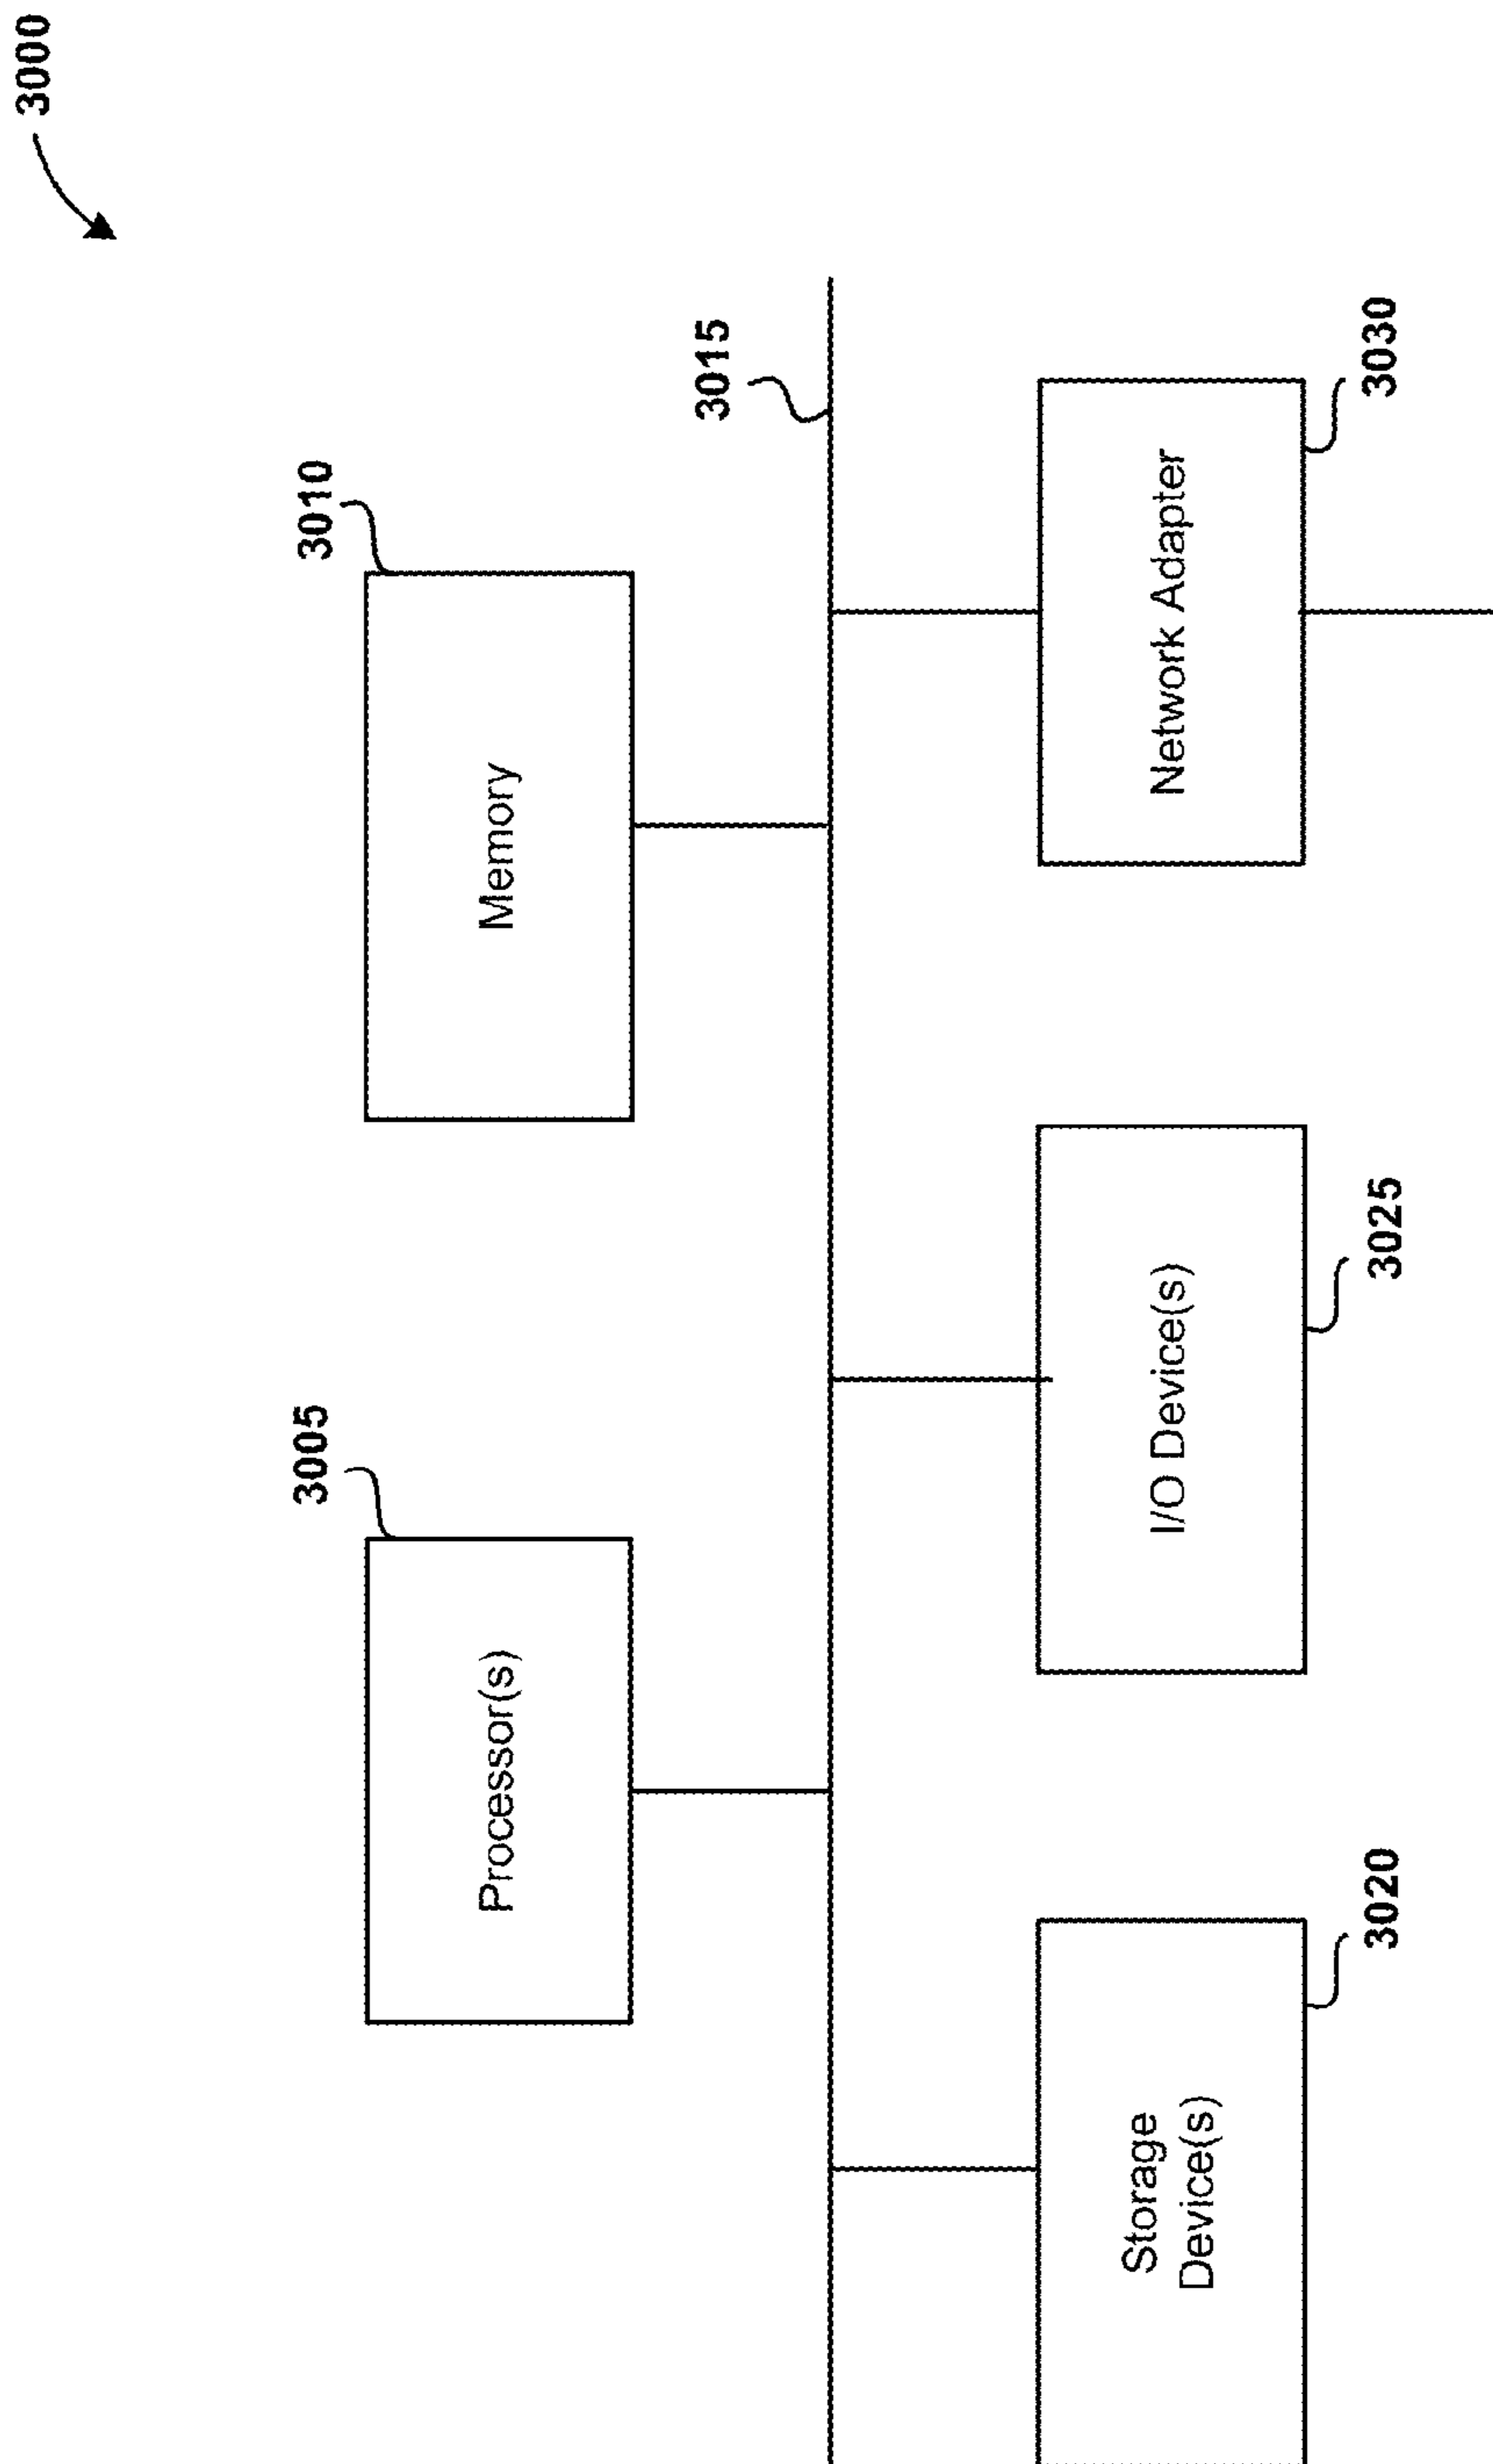 3000
3005
Processor(s)
3010
Memory
3015
Storage
Device(s)
3020
I/O Device(s)
3025
Network Adapter
3030